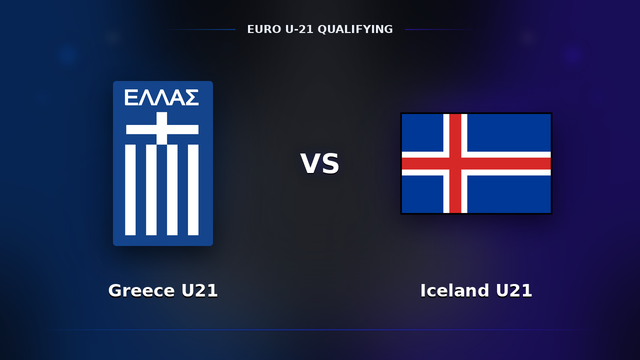 EURO U-21 QUALIFYING
ΕΛΛΑΣ
VS
Greece U21
Iceland U21